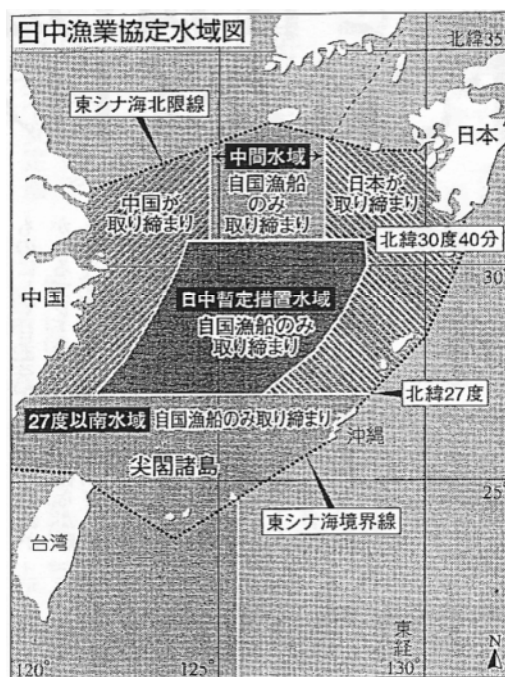 日中漁業協定水域図
北緯35°
東シナ海北限線
日本
中間水域
中国が
取り締まり
自国漁船
のみ
取り締まり
日本が
取り締まり
北緯30度40分
30°
中国
日中暫定措置水域
自国漁船のみ
取り締まり
北緯27度
27度以南水域 自国漁船のみ取り締まり
沖縄
尖閣諸島
25°
東シナ海境界線
台湾
東経
N
120°
125°
130°